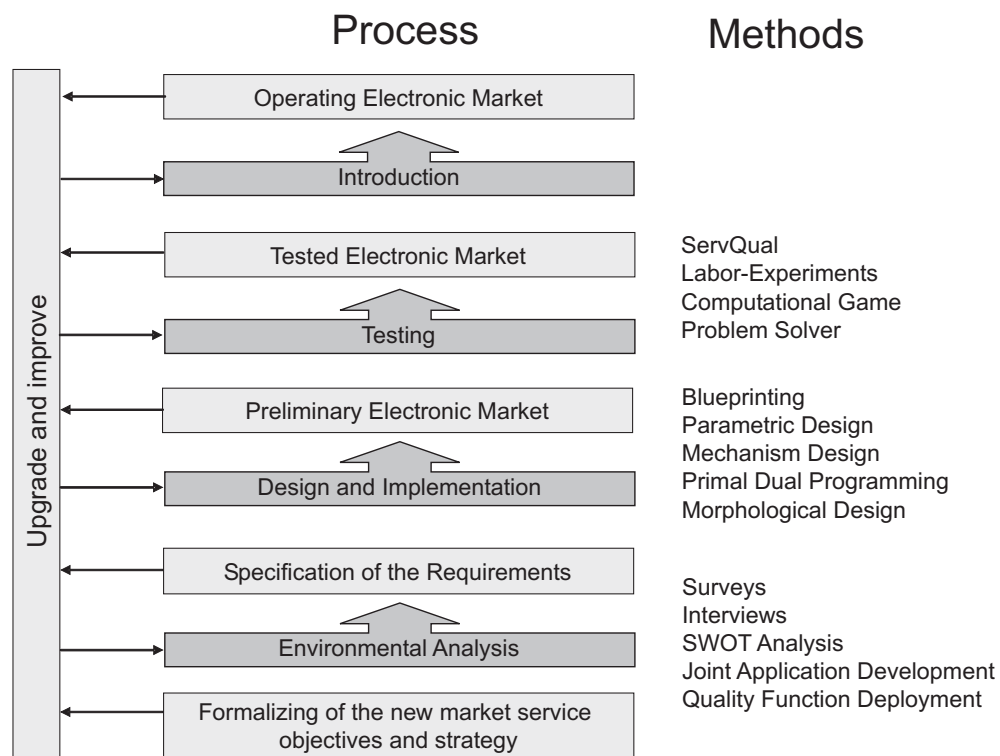 Process
Methods
Upgrade and improve
Operating Electronic Market
Introduction
Tested Electronic Market
Testing
ServQual
Labor-Experiments
Computational Game
Problem Solver
Preliminary Electronic Market
Design and Implementation
Blueprinting
Parametric Design
Mechanism Design
Primal Dual Programming
Morphological Design
Specification of the Requirements
Environmental Analysis
Formalizing of the new market service
objectives and strategy
Surveys
Interviews
SWOT Analysis
Joint Application Development
Quality Function Deployment